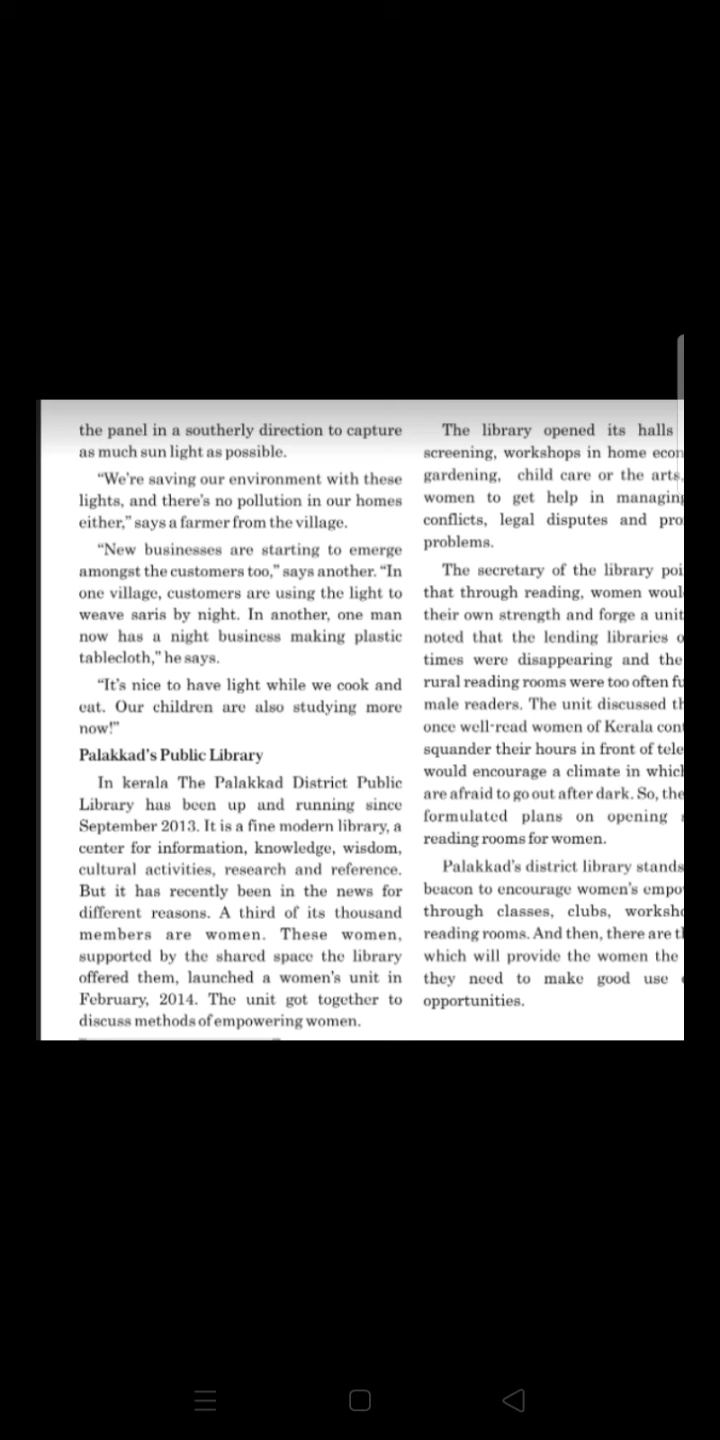 the panel in a southerly direction to capture
as much sun light as possible.
"We're saving our environment with these
lights, and there's no pollution in our homes
either," says a farmer from the village.
"New businesses are starting to emerge
amongst the customers too," says another. "In
one village, customers are using the light to
weave saris by night. In another, one man
now has a night business making plastic
tablecloth," he says.
"It's nice to have light while we cook and
eat. Our children are also studying more
now!"
Palakkad's Public Library
In kerala The Palakkad District Public
Library has been up and running since
September 2013. It is a fine modern library, a
center for information, knowledge, wisdom,
cultural activities, research and reference.
But it has recently been in the news for
different reasons. A third of its thousand
members are women. These women,
supported by the shared space the library
offered them, launched a women's unit in
February, 2014. The unit got together to
discuss methods of empowering women.
The library opened its halls
screening, workshops in home
gardening, child care or the arts,
women to get help in
conflicts, legal disputes and
problems.
The secretary of the library
that through reading, women
their own strength and forge a
noted that the lending libraries
times were disappearing and the
rural reading rooms were too often
male readers. The unit discussed
once well-read women of Kerala
squander their hours in front of
would encourage a climate in
are afraid to go out after dark. So,
formulated plans on opening
reading rooms for women.
Palakkad's district library stands
beacon to encourage women's
through classes, clubs,
reading rooms. And then, there are
which will provide the women the
they need to make good use
opportunities.